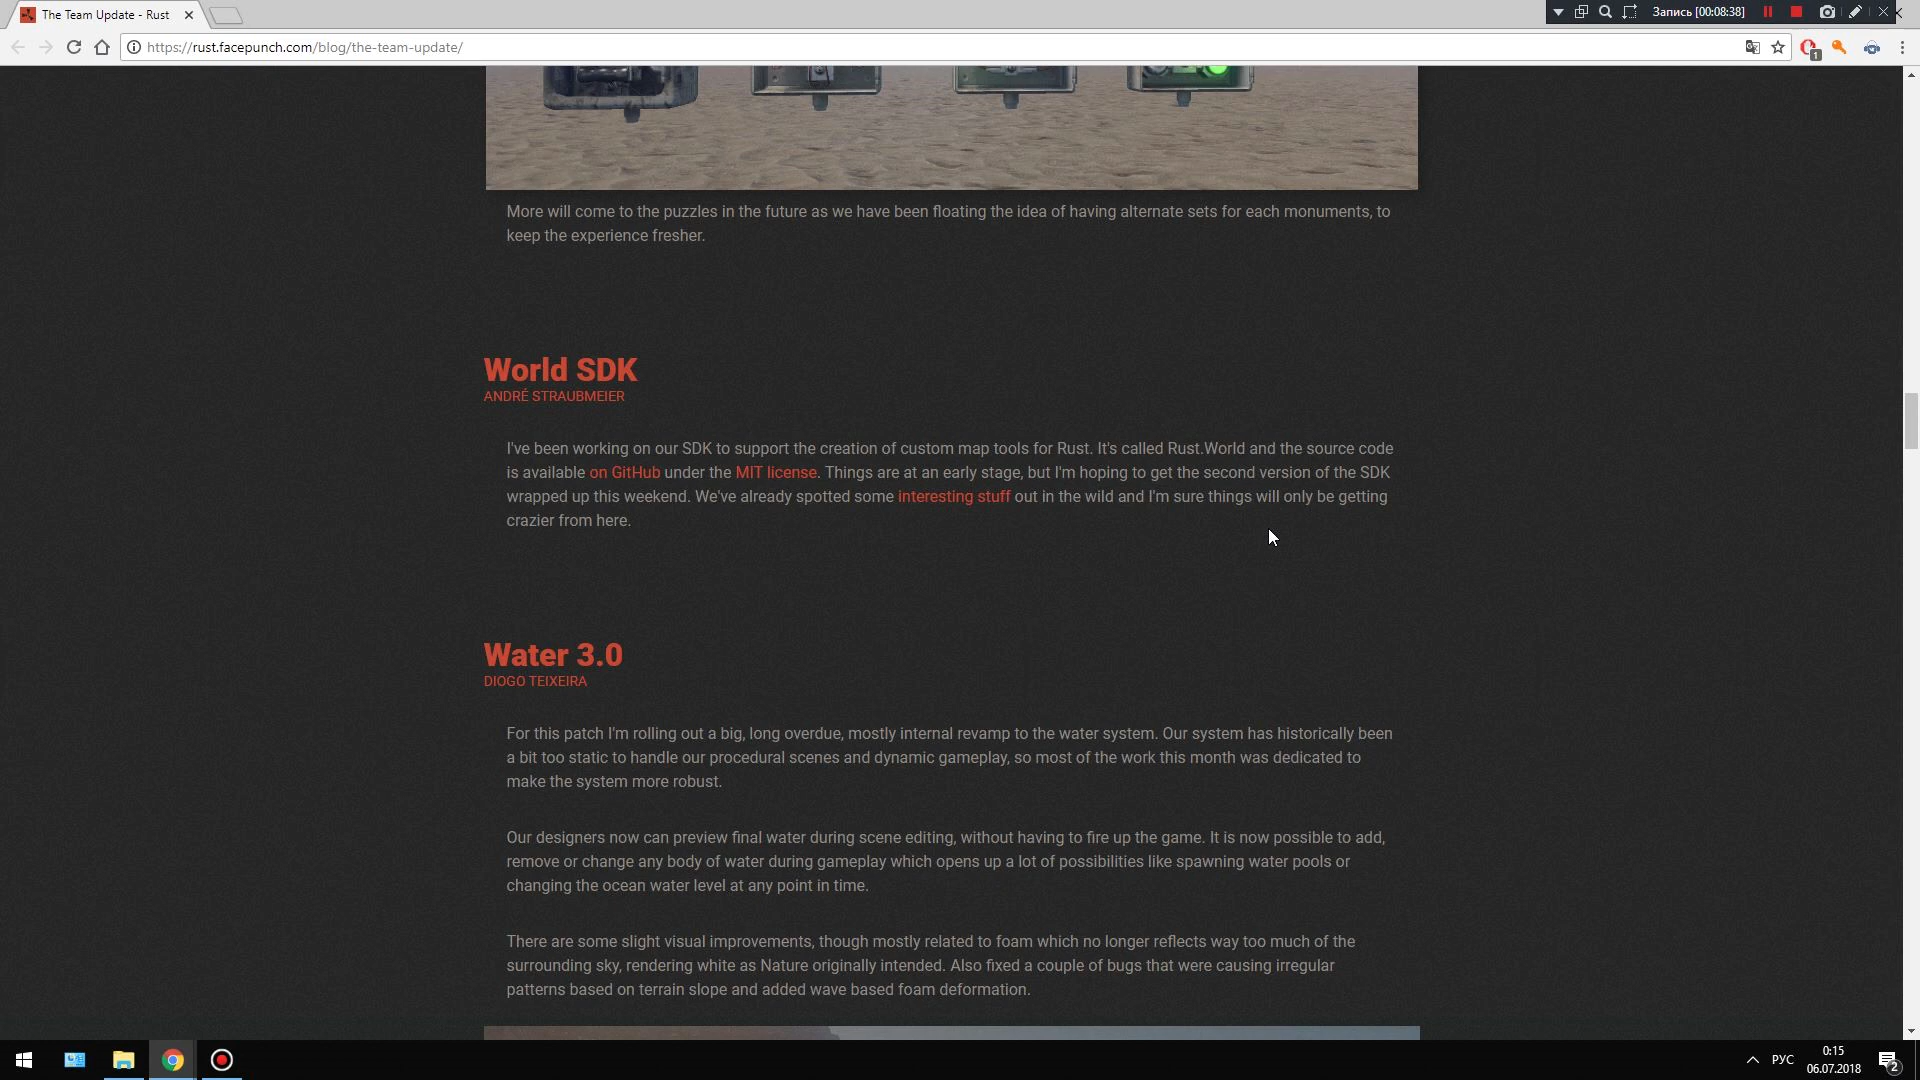 The Team Update - Rust
Запись [00:08:38]
https://rust.facepunch.com/blog/the-team-update/
1
More will come to the puzzles in the future as we have been floating the idea of having alternate sets for each monuments, to
keep the experience fresher.
World SDK
ANDRÉ STRAUBMEIER
I've been working on our SDK to support the creation of custom map tools for Rust. It's called Rust.World and the source code
is available on GitHub under the MIT license. Things are at an early stage, but I'm hoping to get the second version of the SDK
wrapped up this weekend. We've already spotted some interesting stuff out in the wild and I'm sure things will only be getting
crazier from here.
Water 3.0
DIOGO TEIXEIRA
For this patch I'm rolling out a big, long overdue, mostly internal revamp to the water system. Our system has historically been
a bit too static to handle our procedural scenes and dynamic gameplay, so most of the work this month was dedicated to
make the system more robust.
Our designers now can preview final water during scene editing, without having to fire up the game. It is now possible to add,
remove or change any body of water during gameplay which opens up a lot of possibilities like spawning water pools or
changing the ocean water level at any point in time.
There are some slight visual improvements, though mostly related to foam which no longer reflects way too much of the
surrounding sky, rendering white as Nature originally intended. Also fixed a couple of bugs that were causing irregular
patterns based on terrain slope and added wave based foam deformation.
РУС
0:15
06.07.2018
2